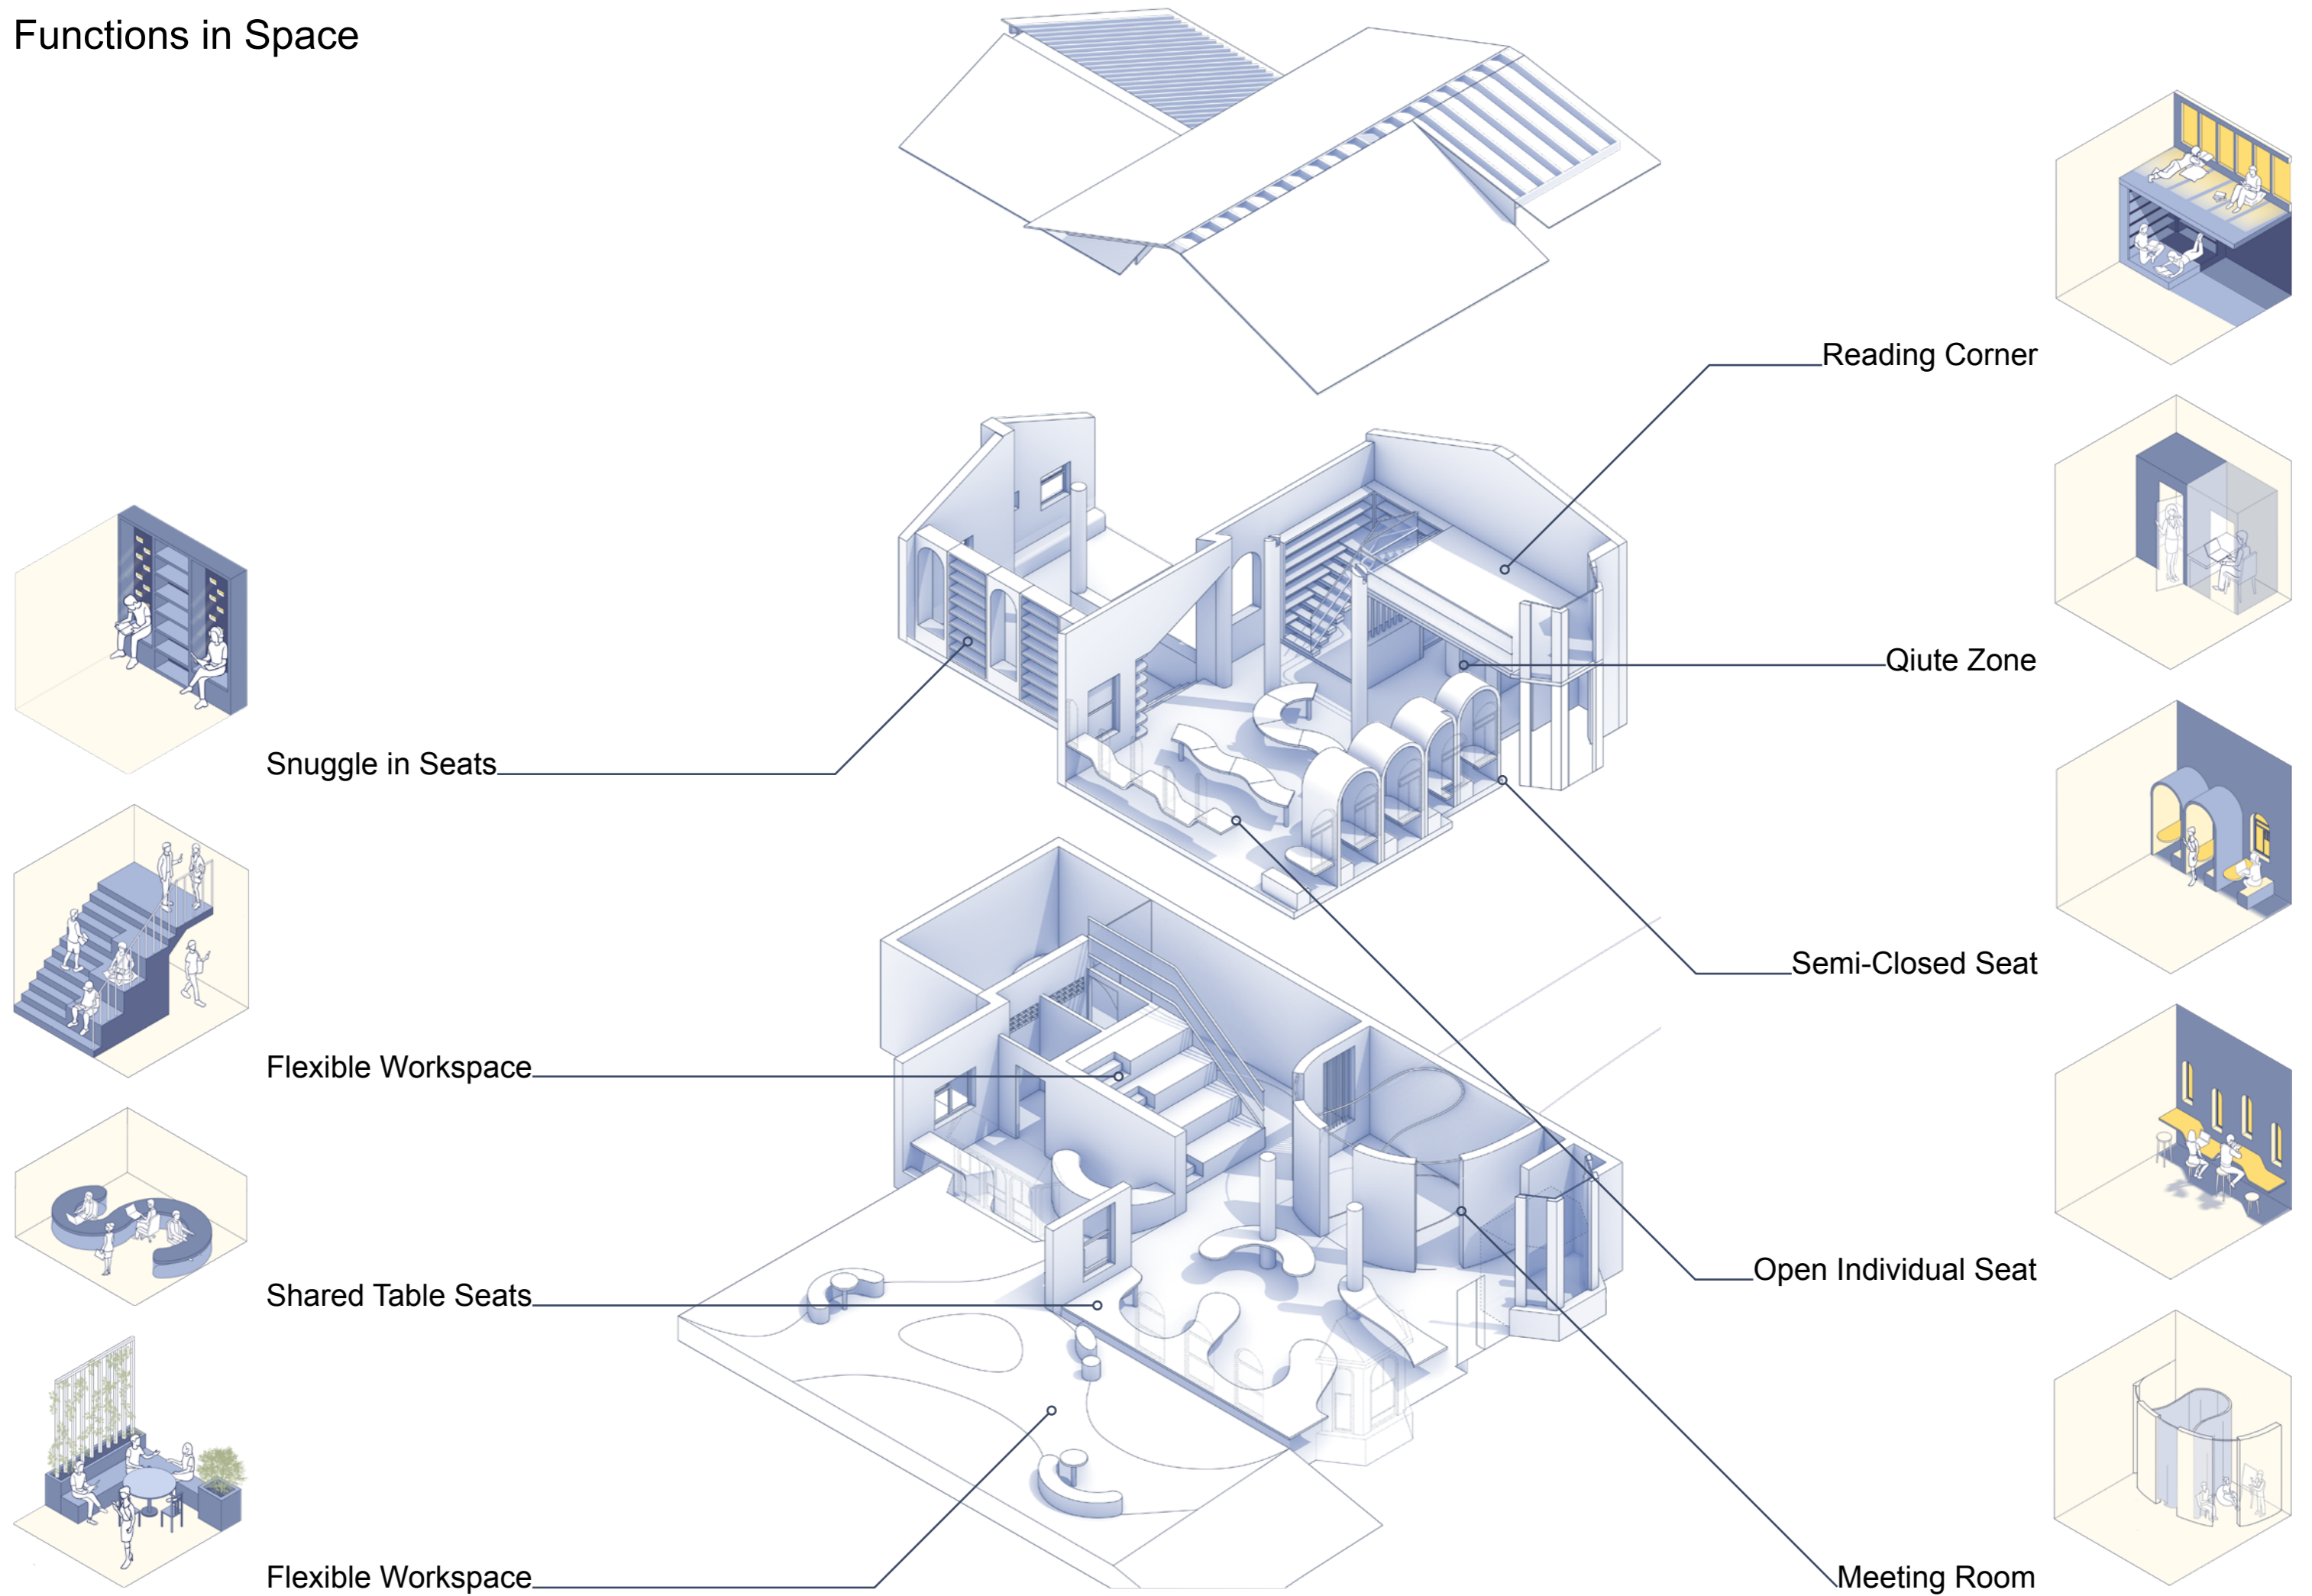 Functions in Space
Reading Corner
Qiute Zone
Snuggle in Seats
Semi-Closed Seat
Flexible Workspace
Open Individual Seat
Shared Table Seats
Flexible Workspace
Meeting Room